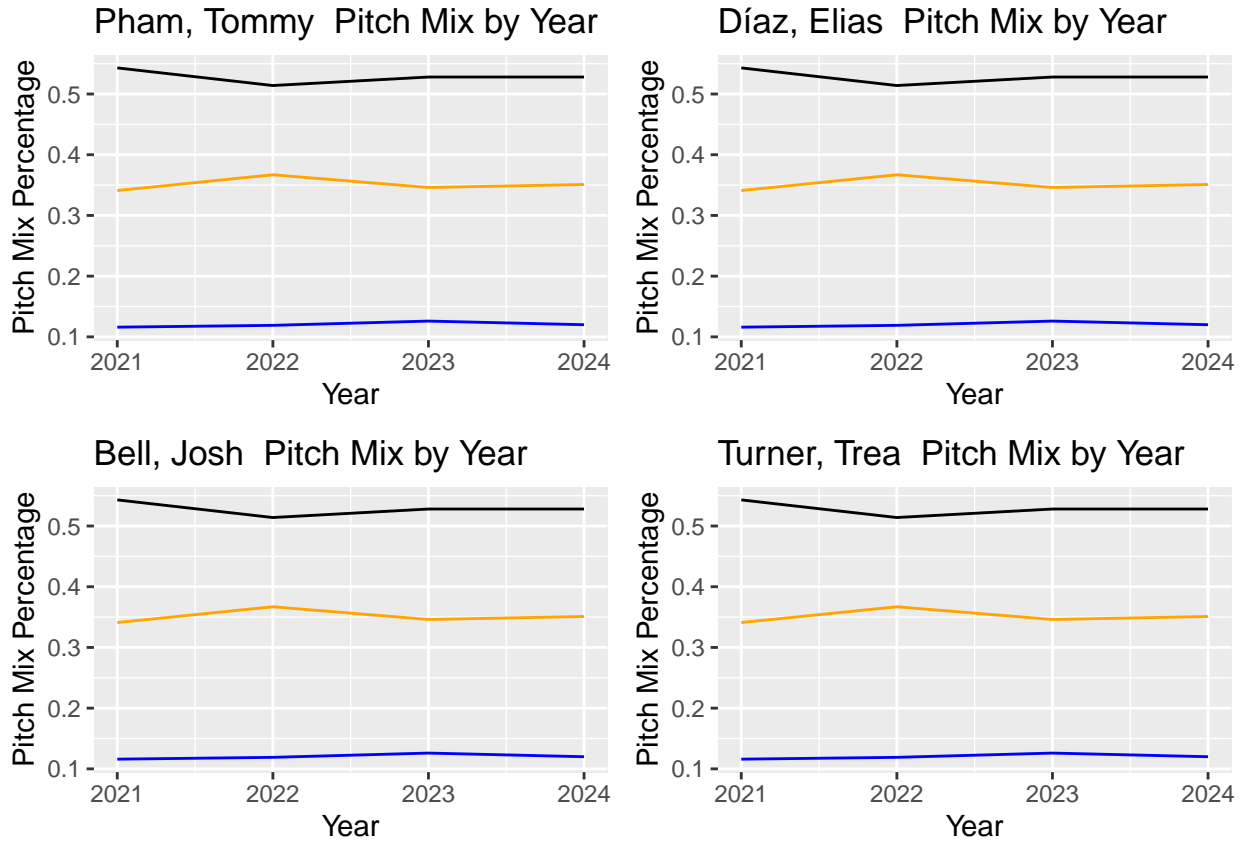 Pham, Tommy  Pitch Mix by Year
Pitch Mix Percentage
0.5
0.4
0.3
0.2
0.1
2021 2022 2023 2024
Year
Díaz, Elias  Pitch Mix by Year
Pitch Mix Percentage
0.5
0.4
0.3
0.2
0.1
2021 2022 2023 2024
Year
Bell, Josh  Pitch Mix by Year
Pitch Mix Percentage
0.5
0.4
0.3
0.2
0.1
2021 2022 2023 2024
Year
Turner, Trea  Pitch Mix by Year
Pitch Mix Percentage
0.5
0.4
0.3
0.2
0.1
2021 2022 2023 2024
Year